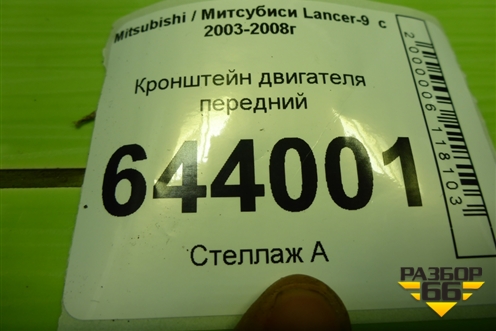 Mitsubishi / Митсубиси Lancer-9 с
2003-2008г
Кронштейн двигателя
передний
644001
Стеллаж А
2000006118103
РАЗБОР
66